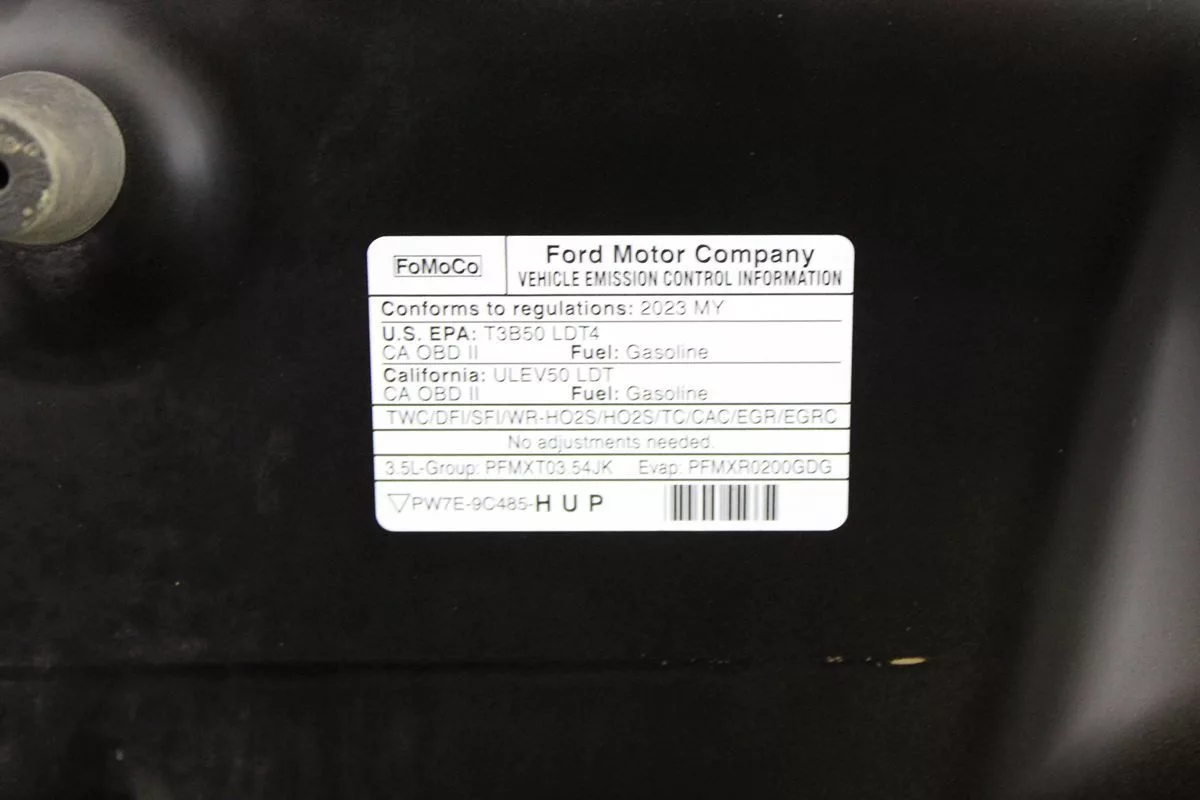 FoMoCo
Ford Motor Company
VEHICLE EMISSION CONTROL INFORMATION
Conforms to regulations: 2023 MY
U.S. EPA: T3B50 LDT4
CA OBD II Fuel: Gasoline
California: ULEV50 LDT
CA OBD II Fuel: Gasoline
TWC/DFI/SFI/WR-HO2S/HO2S/TC/CAC/EGR/EGRC
No adjustments needed.
3.5L-Group: PFMXT03.54JK Evap: PFMXR0200GDG
PW7E-9C485-HUP